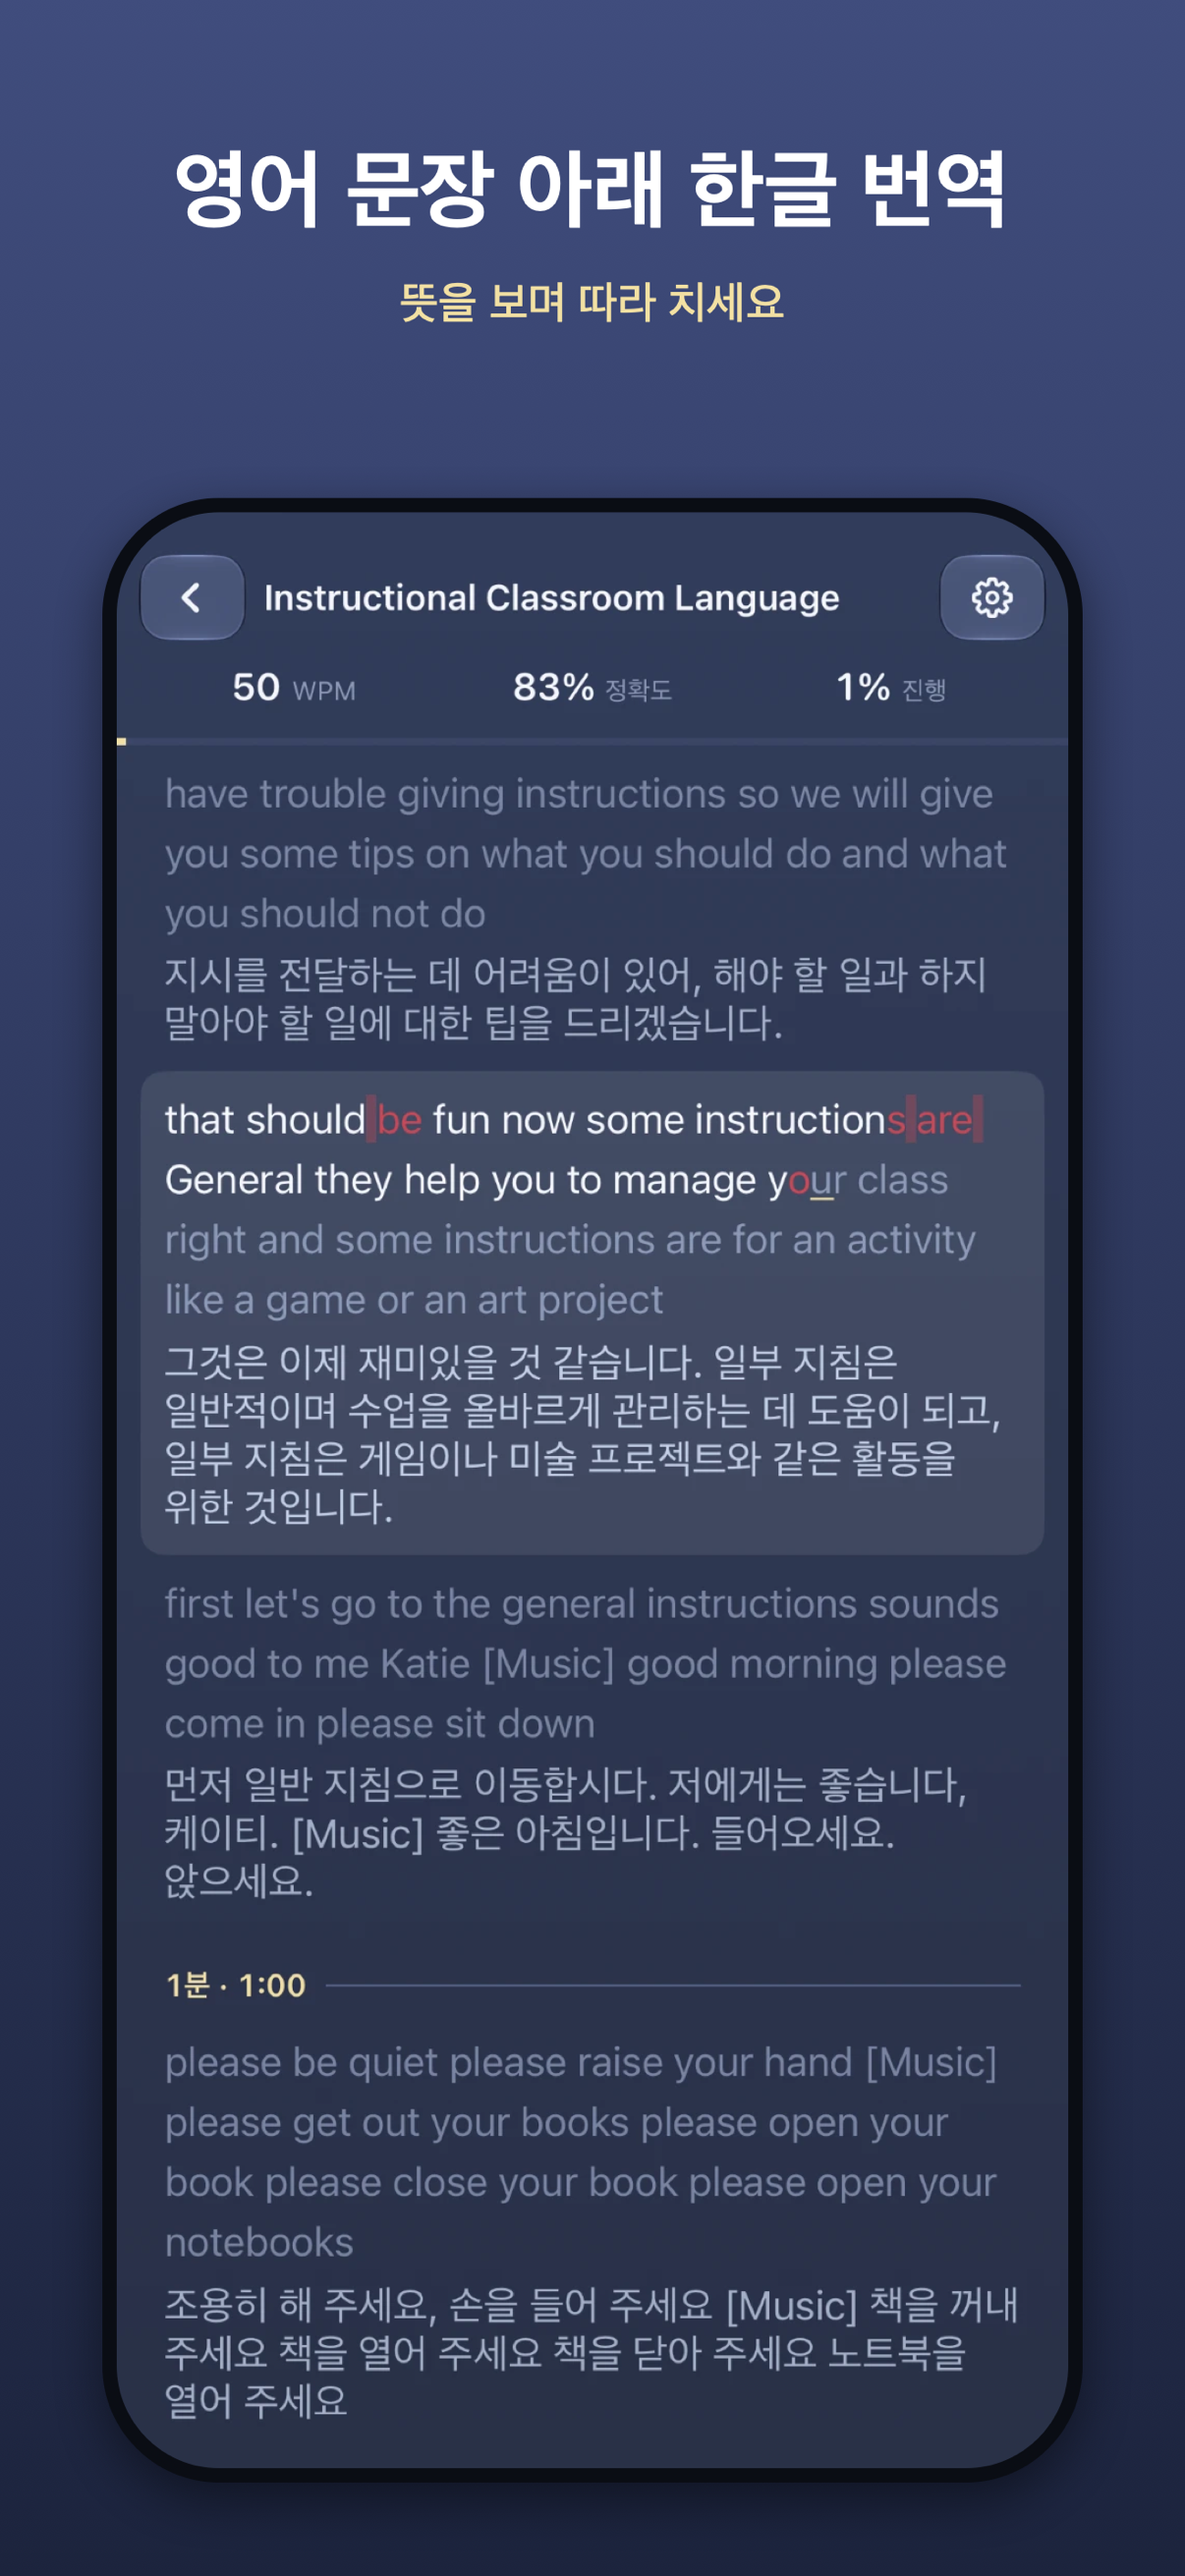 영어 문장 아래 한글 번역
뜻을 보며 따라 치세요
Instructional Classroom Language
50 WPM 83% 정확도 1% 진행
have trouble giving instructions so we will give
you some tips on what you should do and what
you should not do
지시를 전달하는 데 어려움이 있어, 해야 할 일과 하지
말아야 할 일에 대한 팁을 드리겠습니다.
that should be fun now some instructions are
General they help you to manage your class
right and some instructions are for an activity
like a game or an art project
그것은 이제 재미있을 것 같습니다. 일부 지침은
일반적이며 수업을 올바르게 관리하는 데 도움이 되고,
일부 지침은 게임이나 미술 프로젝트와 같은 활동을
위한 것입니다.
first let's go to the general instructions sounds
good to me Katie [Music] good morning please
come in please sit down
먼저 일반 지침으로 이동합시다. 저에게는 좋습니다,
케이티. [Music] 좋은 아침입니다. 들어오세요.
앉으세요.
1분 · 1:00
please be quiet please raise your hand [Music]
please get out your books please open your
book please close your book please open your
notebooks
조용히 해 주세요, 손을 들어 주세요 [Music] 책을 꺼내
주세요 책을 열어 주세요 책을 닫아 주세요 노트북을
열어 주세요